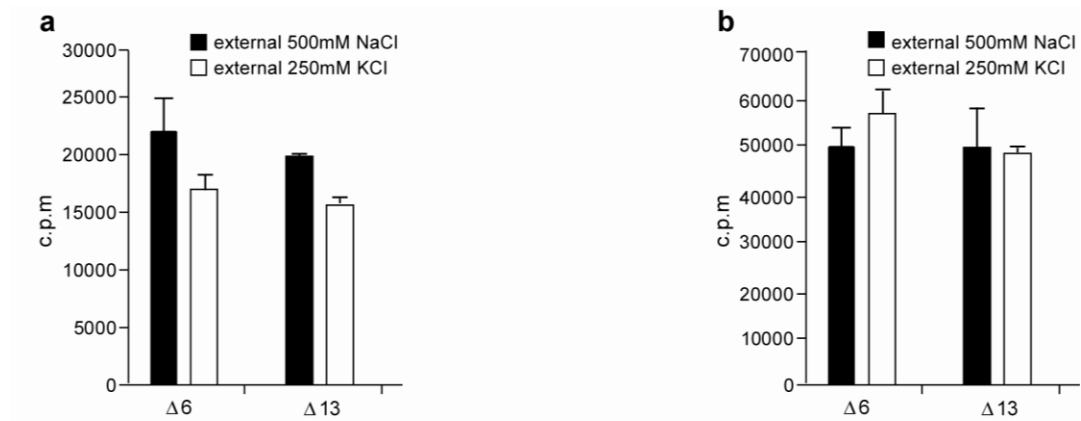 a
external 500mM NaCl
external 250mM KCl
30000
25000
20000
15000
10000
5000
0
c.p.m
Δ6
Δ13
b
external 500mM NaCl
external 250mM KCl
70000
60000
50000
40000
30000
20000
10000
0
c.p.m
Δ6
Δ13